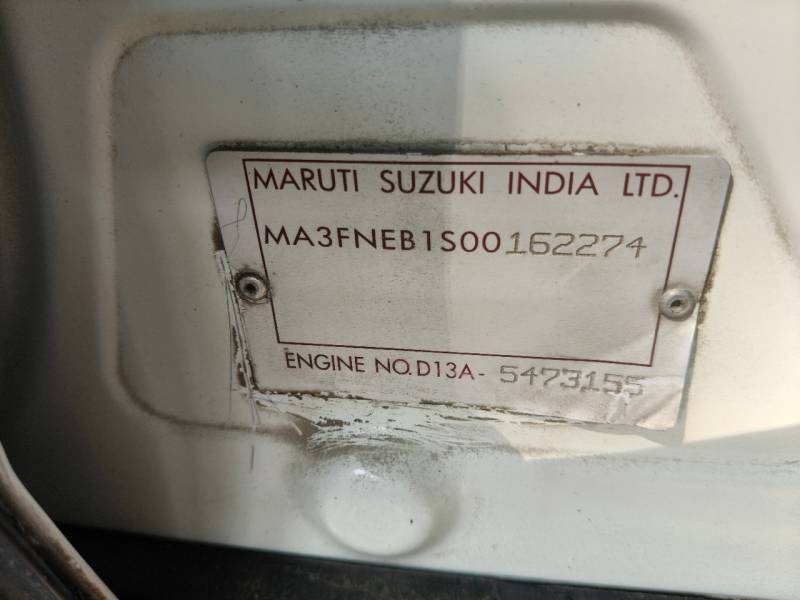 MARUTI SUZUKI INDIA LTD.
MA3FNEB1S00162274
ENGINE NO. D13A- 5473155